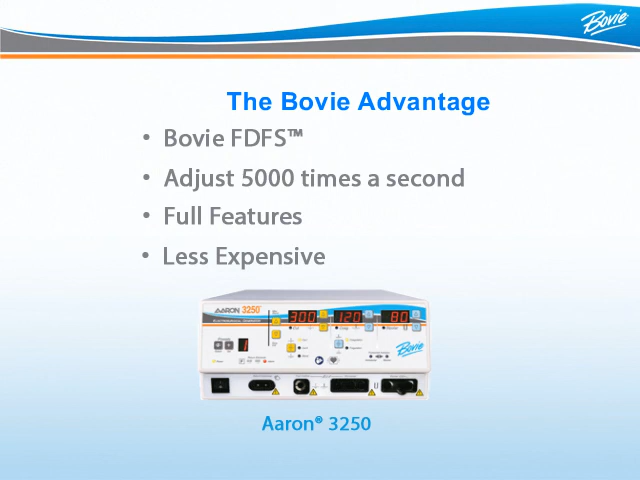 Bovie
The Bovie Advantage
• Bovie FDFS™
• Adjust 5000 times a second
• Full Features
• Less Expensive
AARON 3250
300 120 80
Bovie
Aaron® 3250